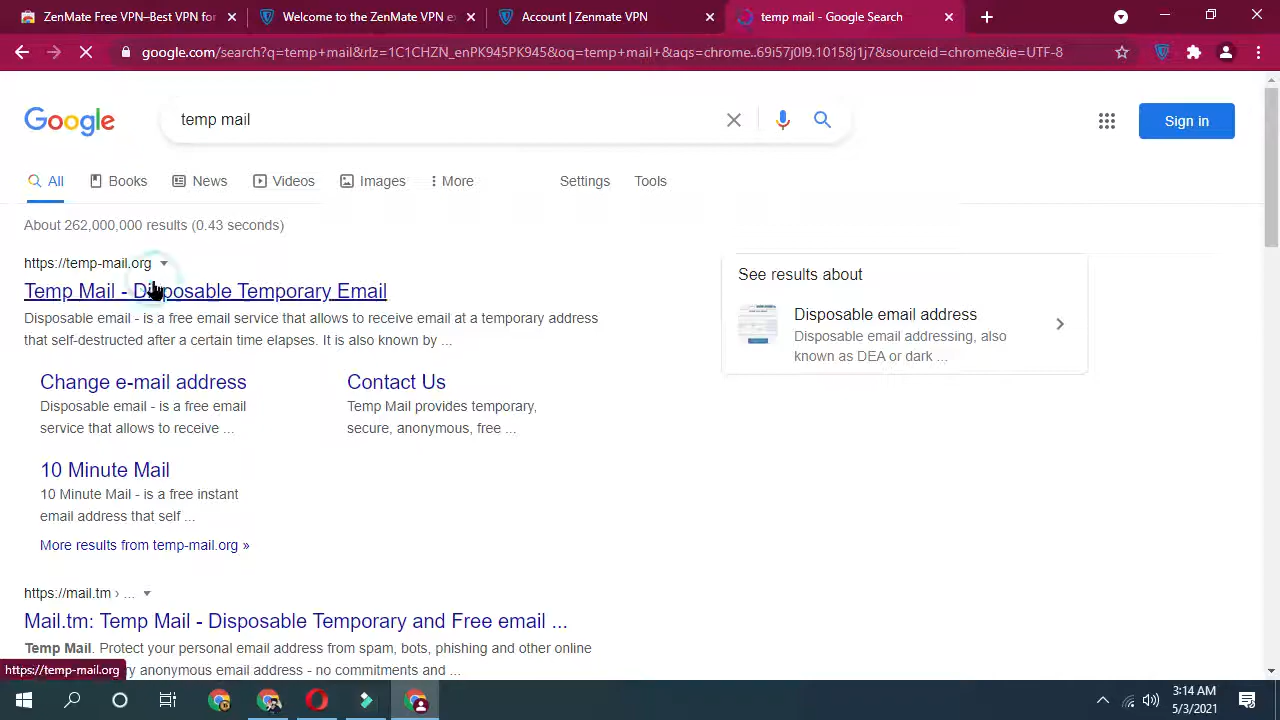 ZenMate Free VPN–Best VPN for
Welcome to the ZenMate VPN e
Account | Zenmate VPN
temp mail - Google Search
google.com/search?q=temp+mail&rlz=1C1CHZN_enPK945PK945&oq=temp+mail+&aqs=chrome..69i57j0l9.10158j1j7&sourceid=chrome&ie=UTF-8
Google
temp mail
Sign in
All
Books
News
Videos
Images
More
Settings
Tools
About 262,000,000 results (0.43 seconds)
https://temp-mail.org
Temp Mail - Disposable Temporary Email
Disposable email - is a free email service that allows to receive email at a temporary address
that self-destructed after a certain time elapses. It is also known by ...
Change e-mail address
Disposable email - is a free email
service that allows to receive ...
Contact Us
Temp Mail provides temporary,
secure, anonymous, free ...
10 Minute Mail
10 Minute Mail - is a free instant
email address that self ...
More results from temp-mail.org »
See results about
Disposable email address
Disposable email addressing, also
known as DEA or dark ...
https://mail.tm › ...
Mail.tm: Temp Mail - Disposable Temporary and Free email ...
Temp Mail. Protect your personal email address from spam, bots, phishing and other online
https://temp-mail.org
ry anonymous email address - no commitments and ...
3:14 AM
5/3/2021